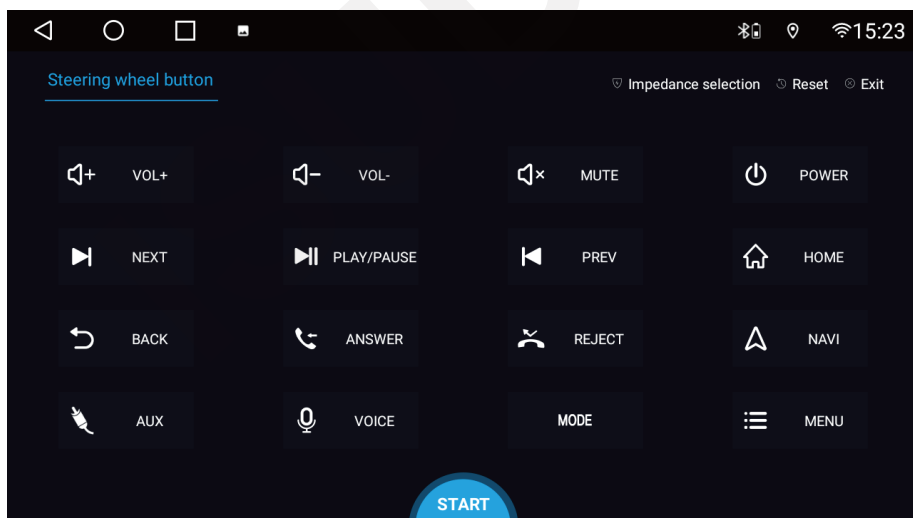 15:23
Steering wheel button
Impedance selection Reset Exit
VOL+ VOL- MUTE POWER
NEXT PLAY/PAUSE PREV HOME
BACK ANSWER REJECT NAVI
AUX VOICE MODE MENU
START